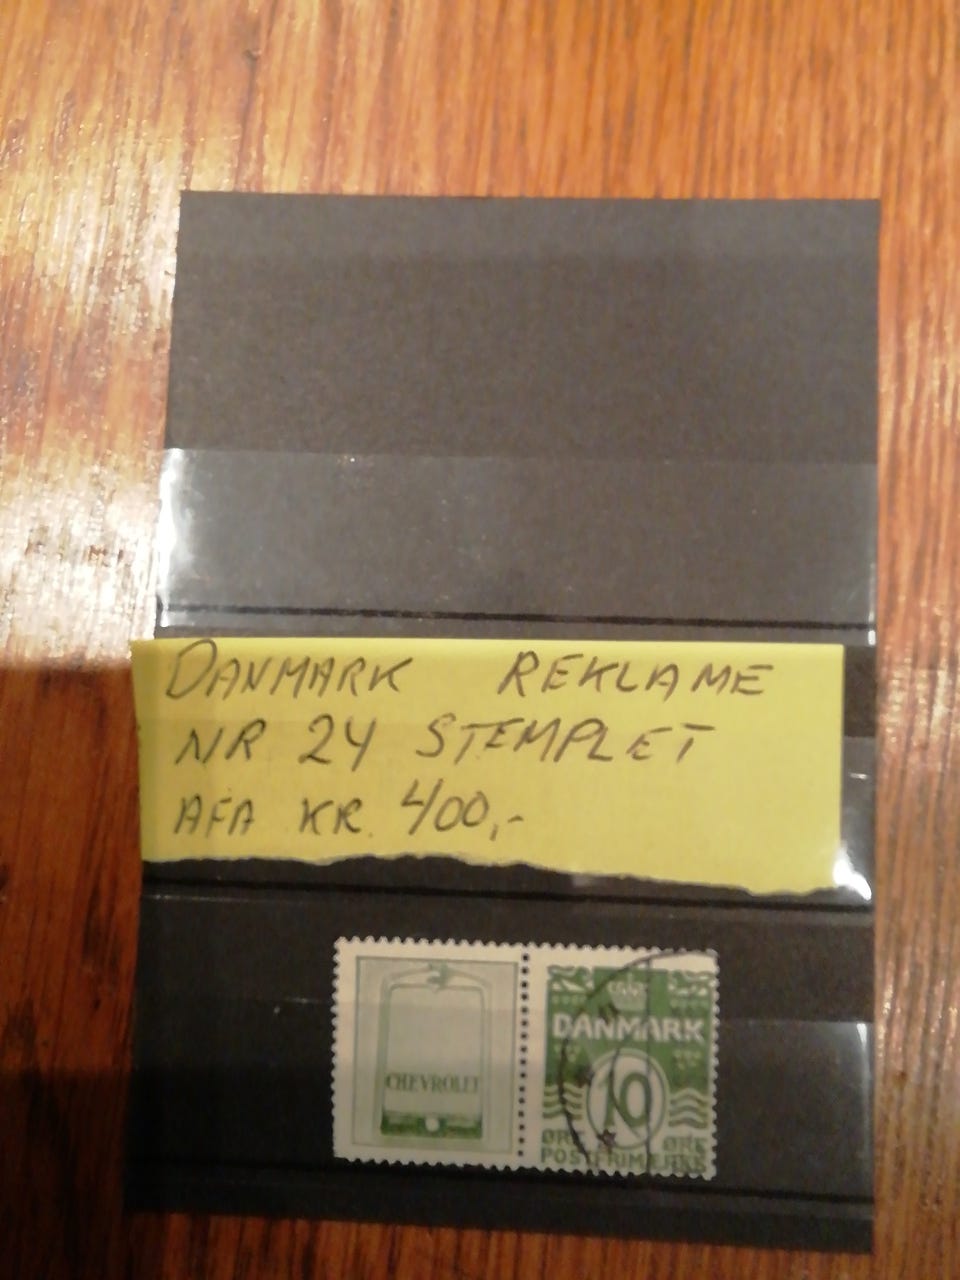 DANMARK REKLAME
NR 24 STEMPLET
AFA KR. 400,-
CHEVROLET
DANMARK
10
ØRE ØRE
POSTFRIMÆRKE